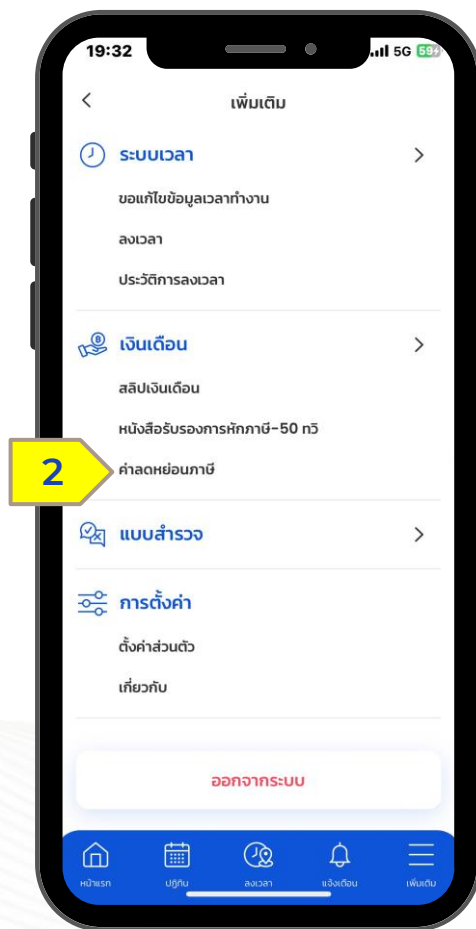 19:32
5G 59
เพิ่มเติม
ระบบเวลา
ขอแก้ไขข้อมูลเวลาทำงาน
ลงเวลา
ประวัติการลงเวลา
เงินเดือน
สลิปเงินเดือน
หนังสือรับรองการหักภาษี-50 ทวิ
2
ค่าลดหย่อนภาษี
แบบสำรวจ
การตั้งค่า
ตั้งค่าส่วนตัว
เกี่ยวกับ
ออกจากระบบ
หน้าแรก ปฏิทิน ลงเวลา แจ้งเตือน เพิ่มเติม